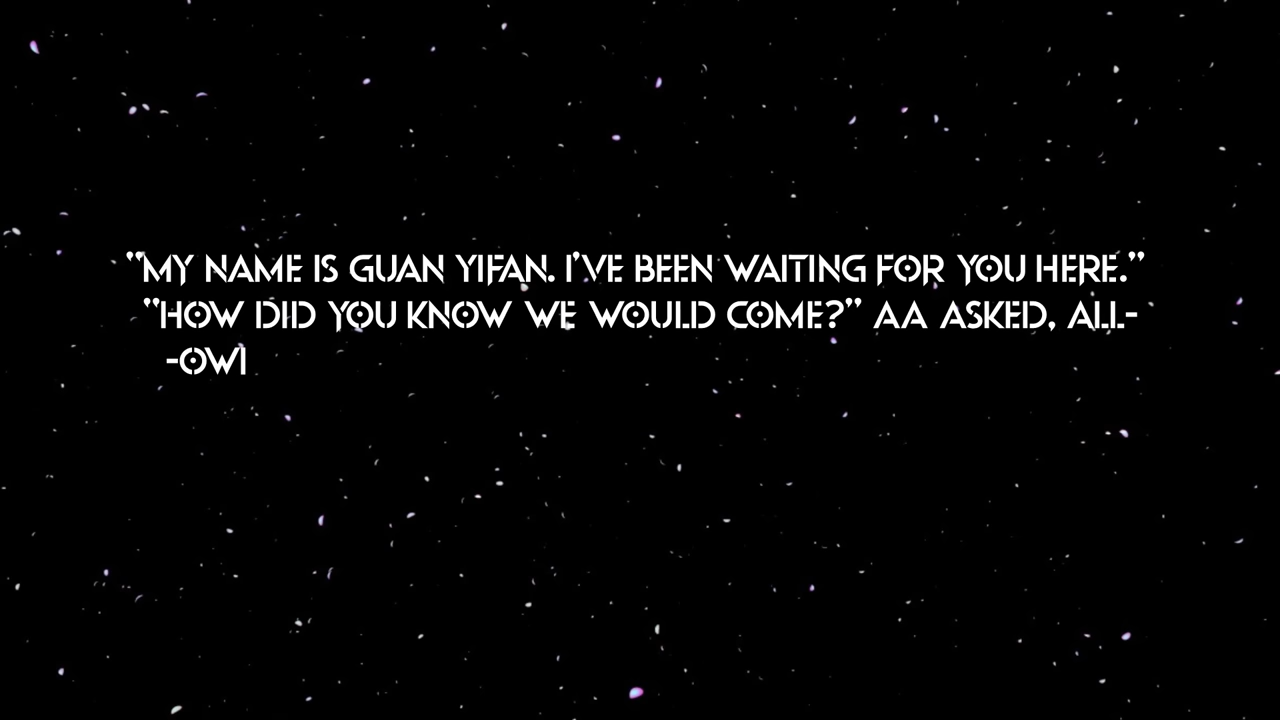 “MY NAME IS GUAN YIFAN. I’VE BEEN WAITING FOR YOU HERE.”
“HOW DID YOU KNOW WE WOULD COME?” AA ASKED, ALL-
-OWI